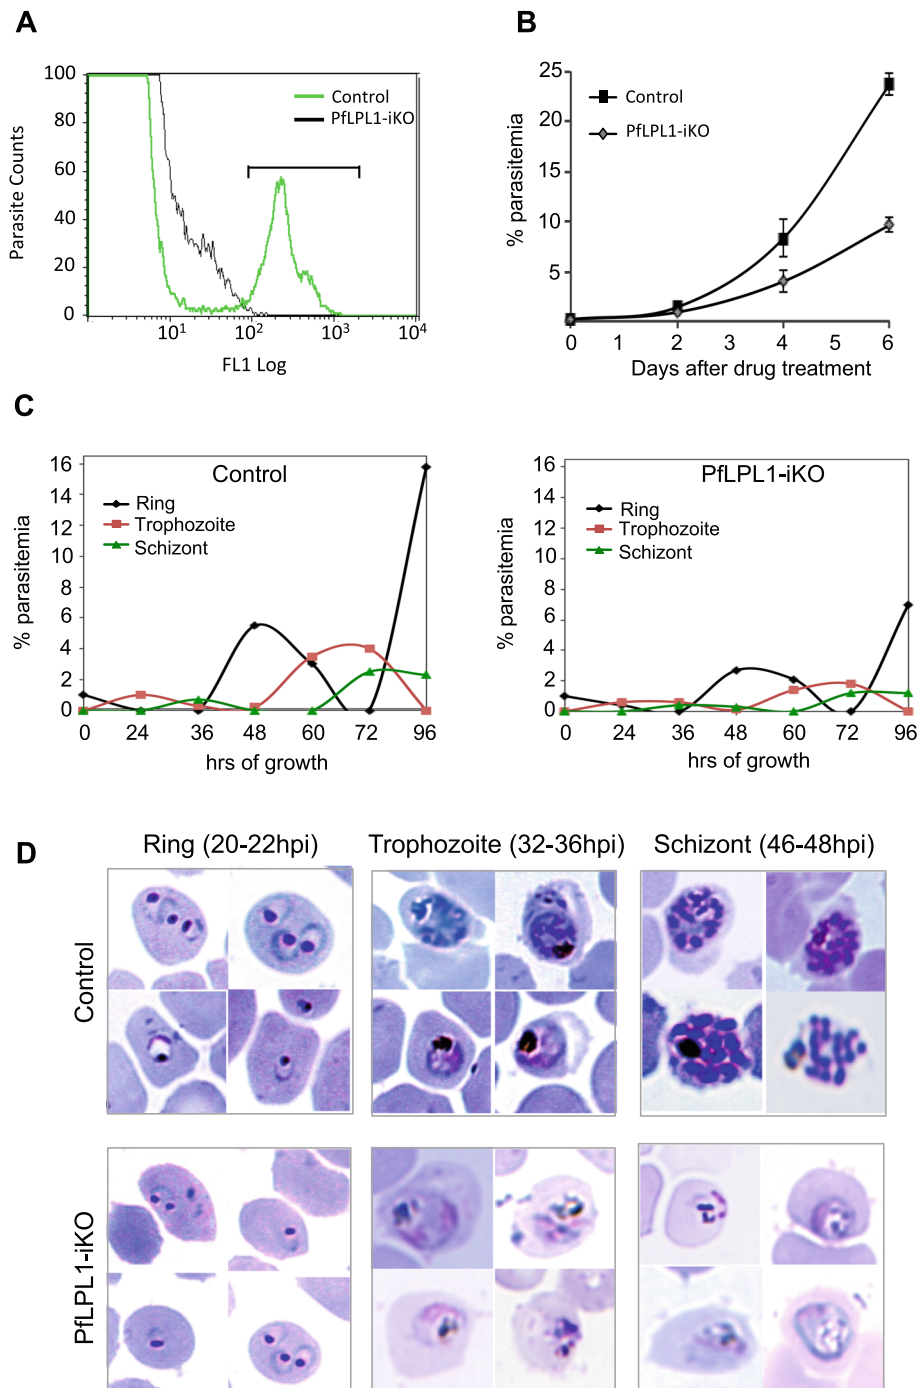 A
100
80
60
40
20
0
Parasite Counts
Control
PfLPL1-iKO
10¹
10²
10³
10⁴
FL1 Log
B
25
20
15
10
5
% parasitemia
Control
PfLPL1-iKO
0 1 2 3 4 5 6
Days after drug treatment
C
16
14
12
10
8
6
4
2
0
% parasitemia
Control
Ring
Trophozoite
Schizont
0 24 36 48 60 72 96
hrs of growth
16
14
12
10
8
6
4
2
0
% parasitemia
PfLPL1-iKO
Ring
Trophozoite
Schizont
0 24 36 48 60 72 96
hrs of growth
D
Ring (20-22hpi) Trophozoite (32-36hpi) Schizont (46-48hpi)
Control
PfLPL1-iKO